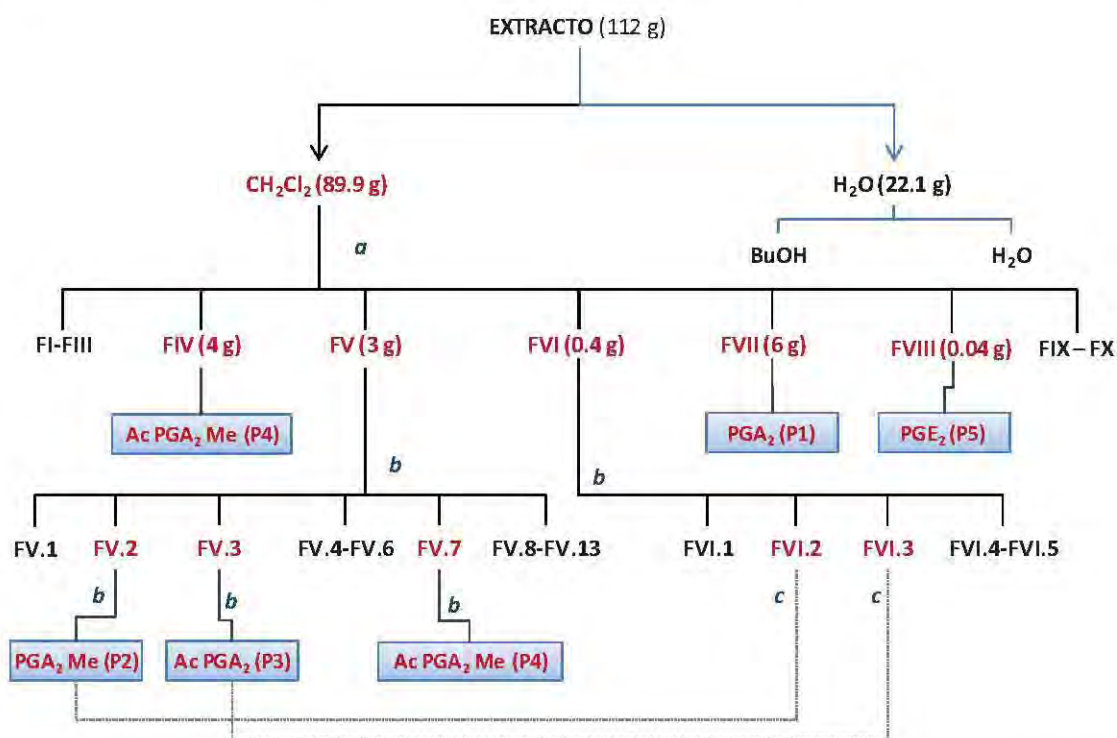 EXTRACTO (112 g)
CH₂Cl₂ (89.9 g)
H₂O (22.1 g)
a
BuOH
H₂O
FI-FIII
FIV (4 g)
FV (3 g)
FVI (0.4 g)
FVII (6 g)
FVIII (0.04 g)
FIX – FX
Ac PGA₂ Me (P4)
PGA₂ (P1)
PGE₂ (P5)
b
b
FV.1
FV.2
FV.3
FV.4-FV.6
FV.7
FV.8-FV.13
FVI.1
FVI.2
FVI.3
FVI.4-FVI.5
b
b
b
c
c
PGA₂ Me (P2)
Ac PGA₂ (P3)
Ac PGA₂ Me (P4)